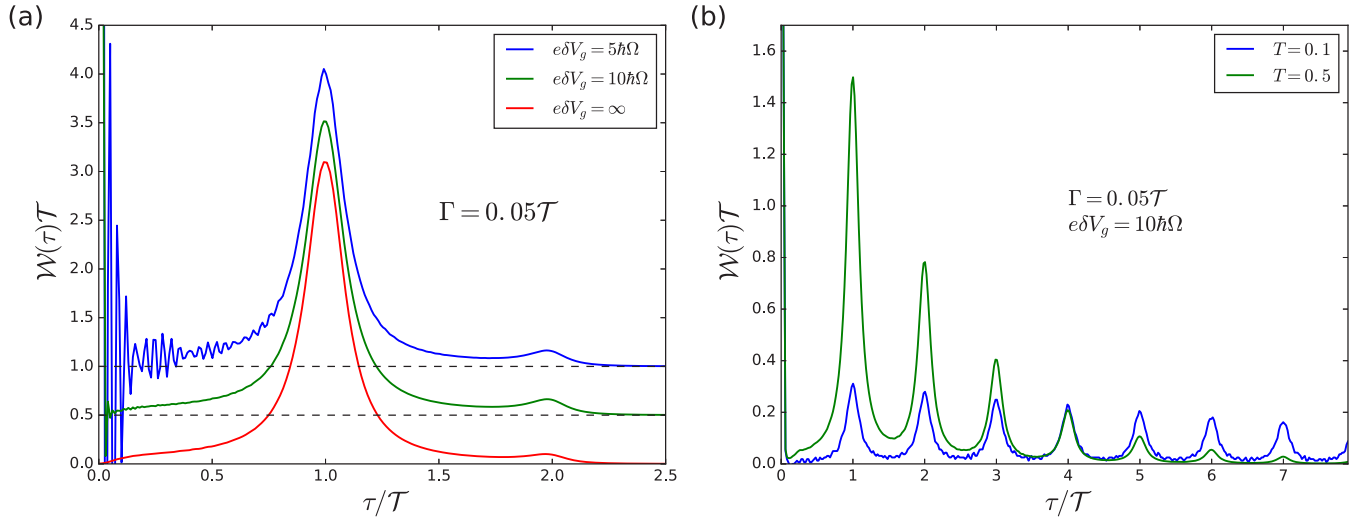 (a)
4.5
4.0
3.5
3.0
2.5
2.0
1.5
1.0
0.5
0.0
0.0 0.5 1.0 1.5 2.0 2.5
𝒲(τ)𝒯
τ/𝒯
eδV_g = 5ℏΩ
eδV_g = 10ℏΩ
eδV_g = ∞
Γ = 0.05𝒯
(b)
1.6
1.4
1.2
1.0
0.8
0.6
0.4
0.2
0.0
0 1 2 3 4 5 6 7
𝒲(τ)𝒯
τ/𝒯
T = 0.1
T = 0.5
Γ = 0.05𝒯
eδV_g = 10ℏΩ